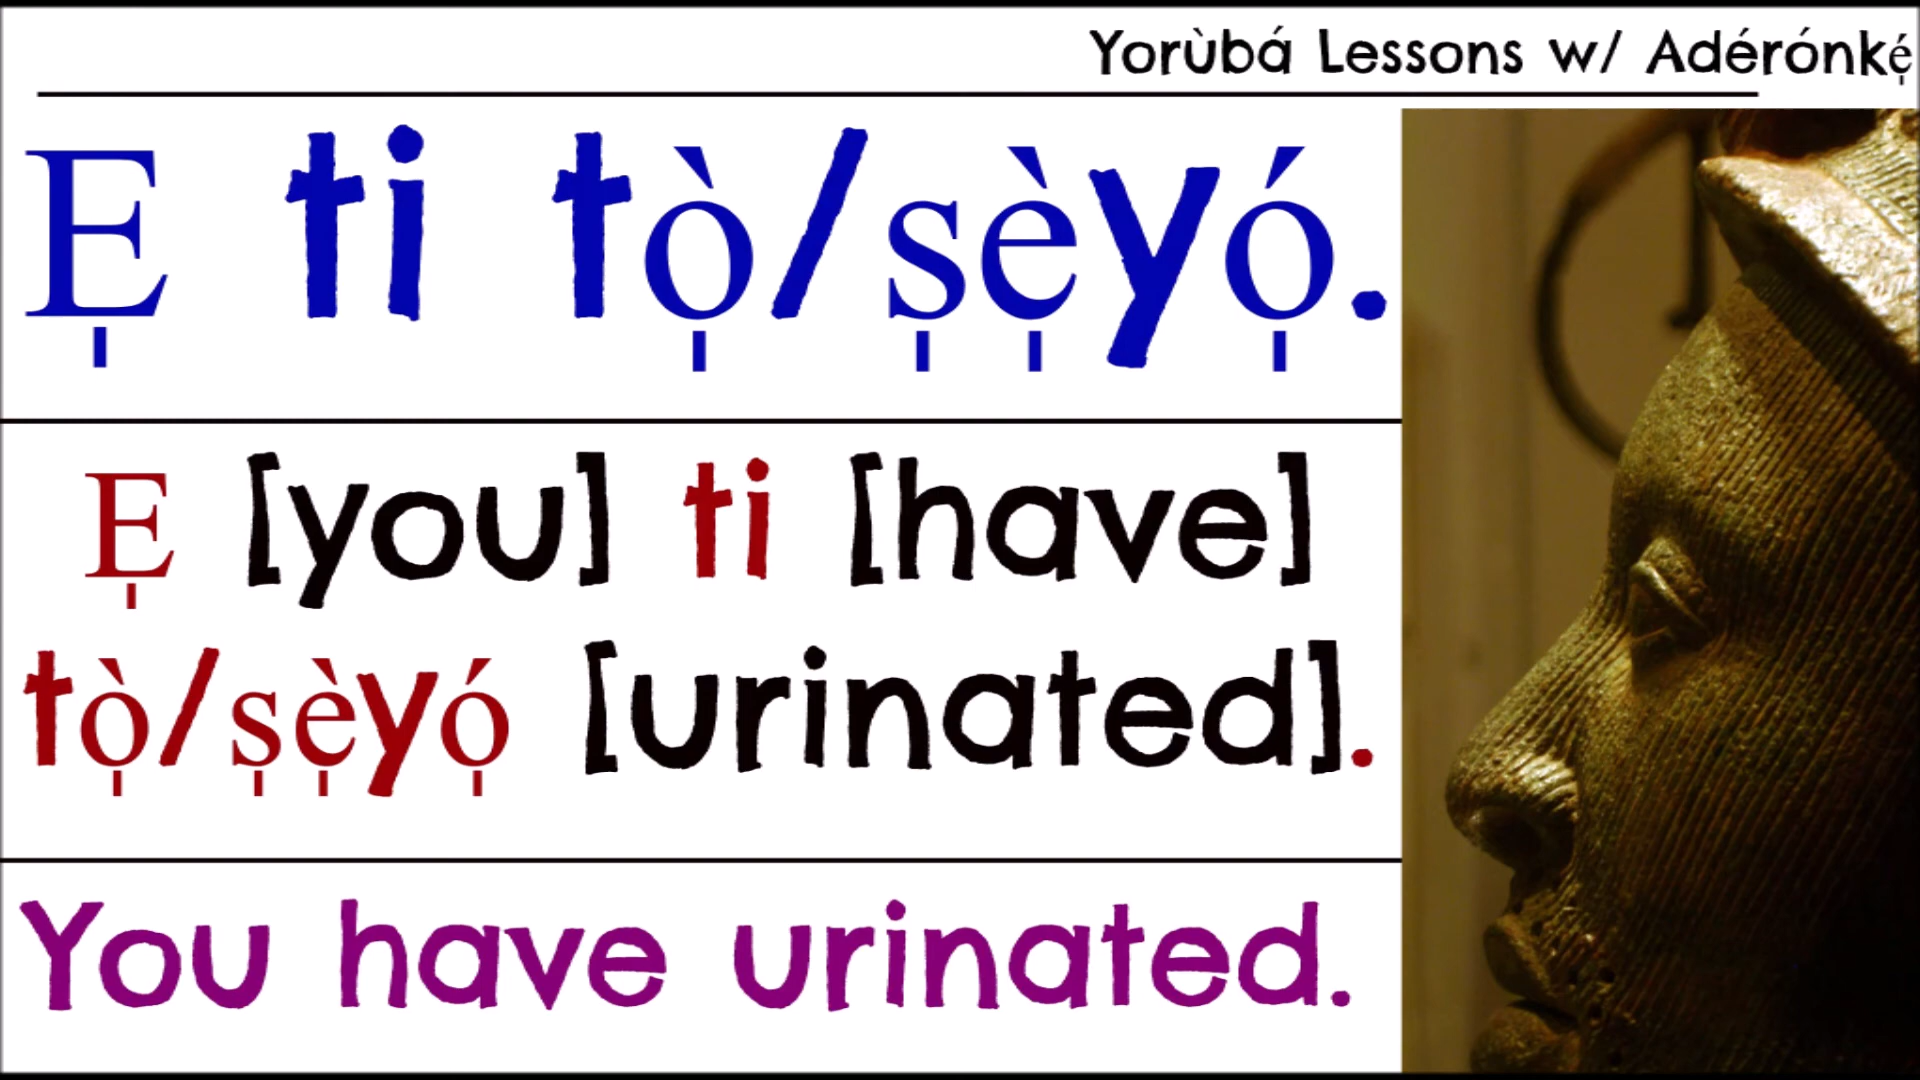 Yorùbá Lessons w/ Adérónkẹ́
Ẹ ti tọ̀/ṣẹ̀yọ́.
Ẹ [you] ti [have]
tọ̀/ṣẹ̀yọ́ [urinated].
You have urinated.